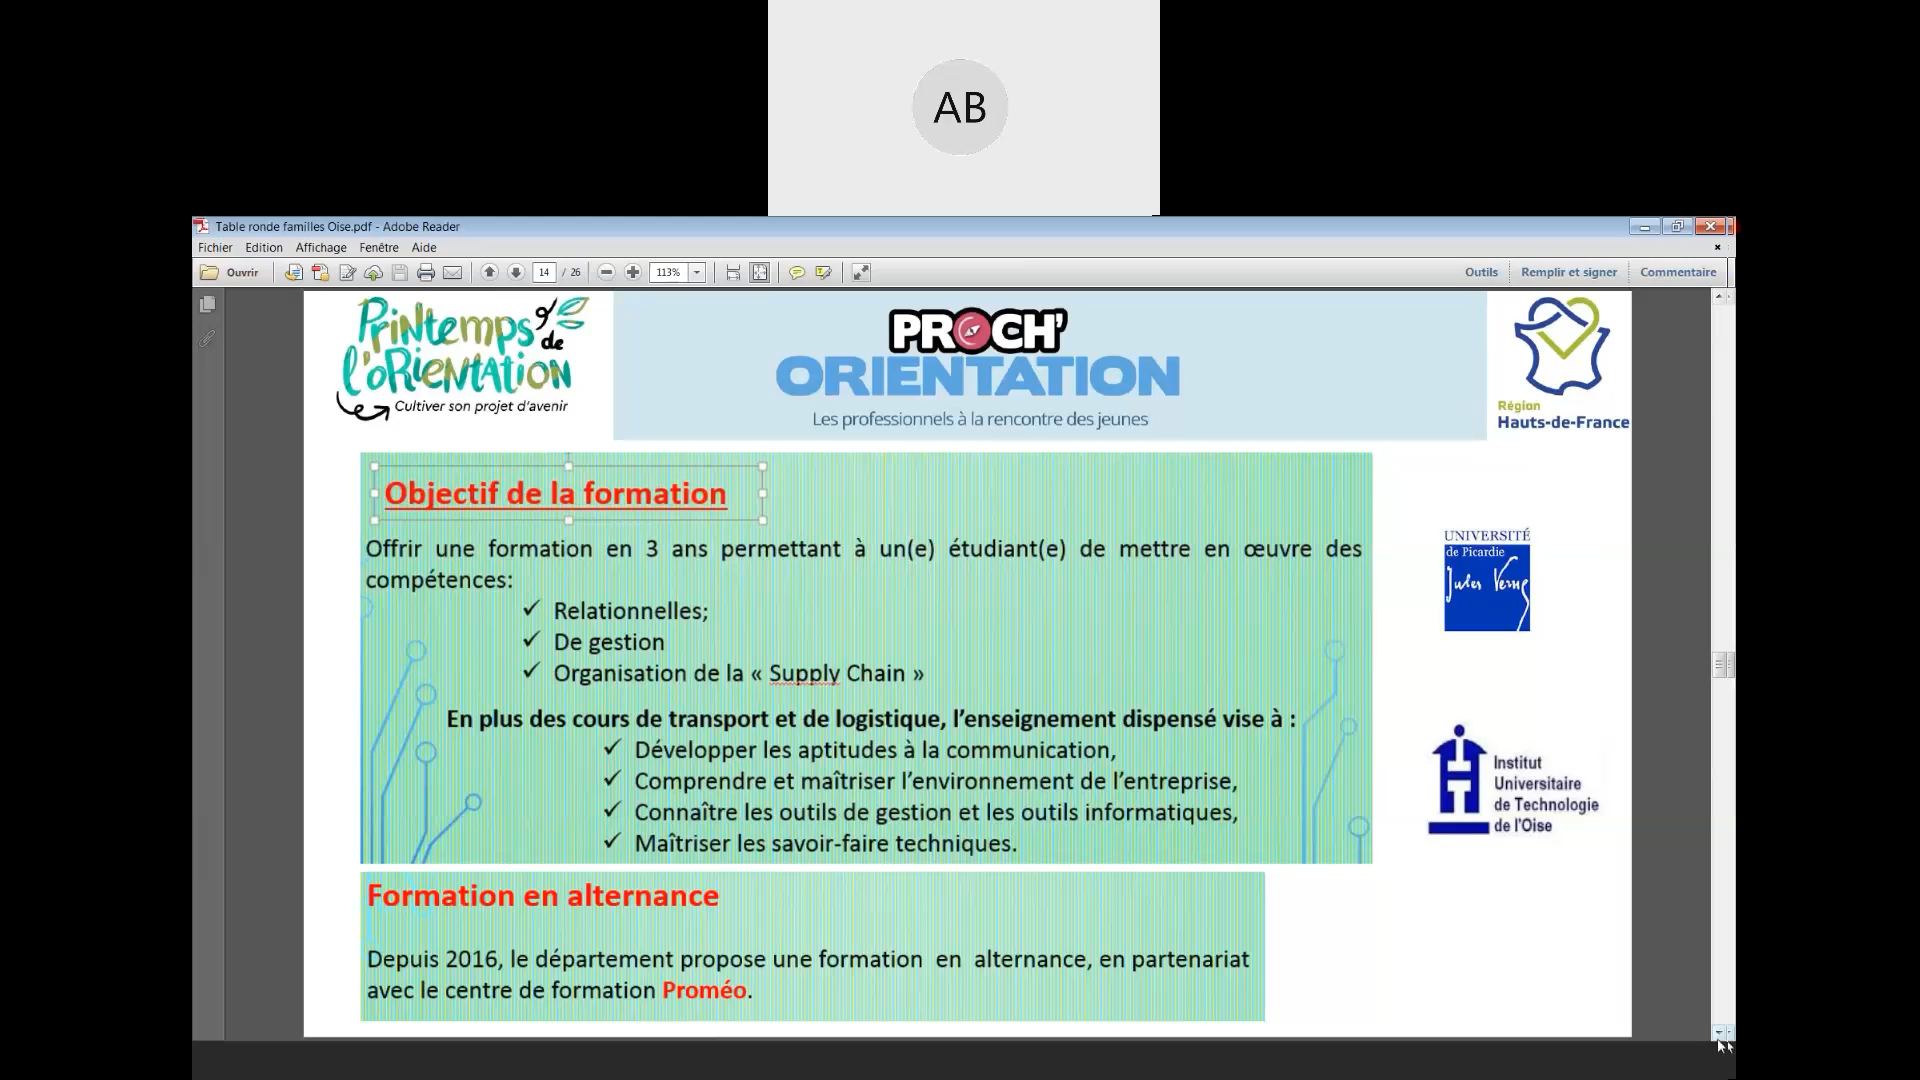 AB
Table ronde familles Oise.pdf - Adobe Reader
Fichier Edition Affichage Fenêtre Aide
Ouvrir 14 / 26 113% Outils Remplir et signer Commentaire
Printemps de
l'orientation
Cultiver son projet d'avenir
PROCH'
ORIENTATION
Les professionnels à la rencontre des jeunes
Région
Hauts-de-France
Objectif de la formation
Offrir une formation en 3 ans permettant à un(e) étudiant(e) de mettre en œuvre des
compétences:
✓ Relationnelles;
✓ De gestion
✓ Organisation de la « Supply Chain »
En plus des cours de transport et de logistique, l’enseignement dispensé vise à :
✓ Développer les aptitudes à la communication,
✓ Comprendre et maîtriser l’environnement de l’entreprise,
✓ Connaître les outils de gestion et les outils informatiques,
✓ Maîtriser les savoir-faire techniques.
UNIVERSITÉ
de Picardie
Jules Verne
Institut
Universitaire
de Technologie
de l'Oise
Formation en alternance
Depuis 2016, le département propose une formation en alternance, en partenariat
avec le centre de formation Proméo.